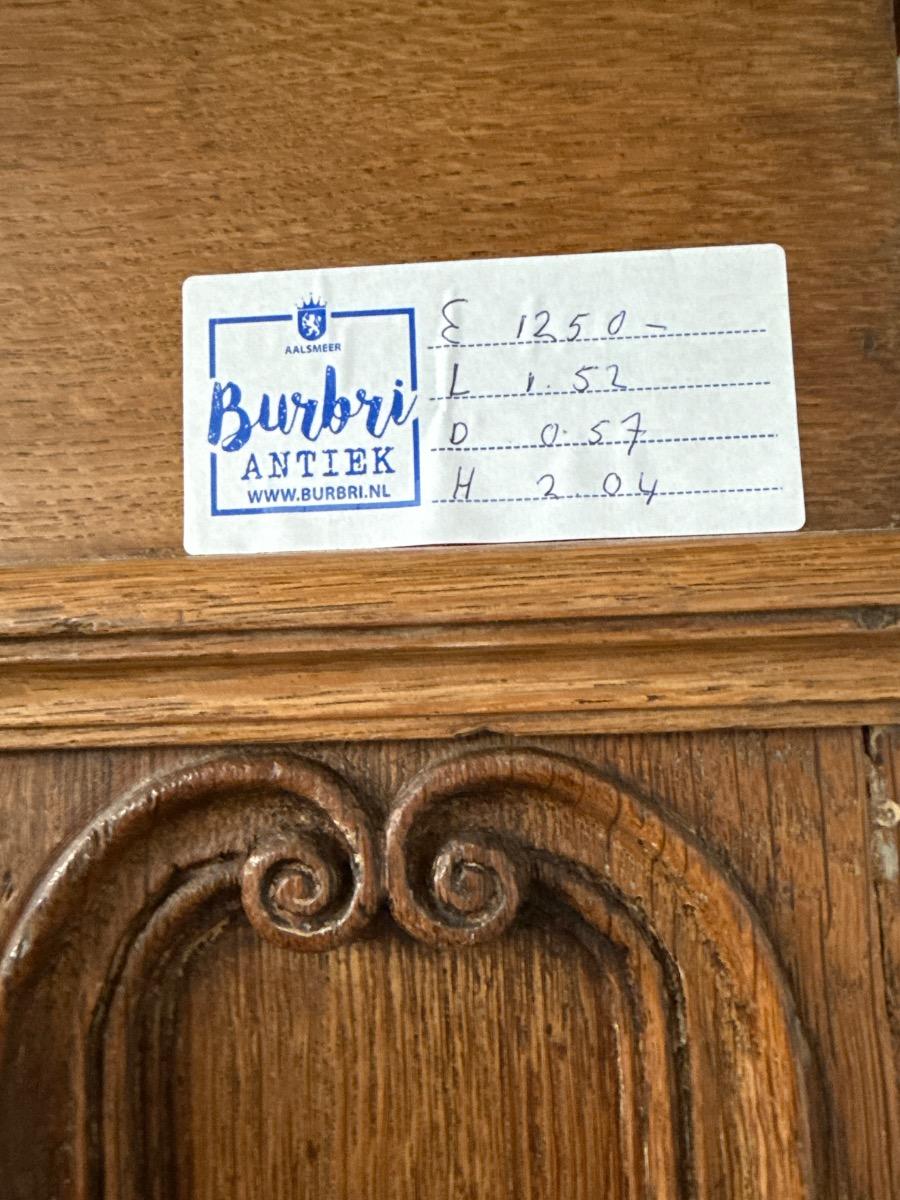 AALSMEER
Burbri
ANTIEK
WWW.BURBRI.NL
€ 1250-
L 1.52
D 0.57
H 2.04